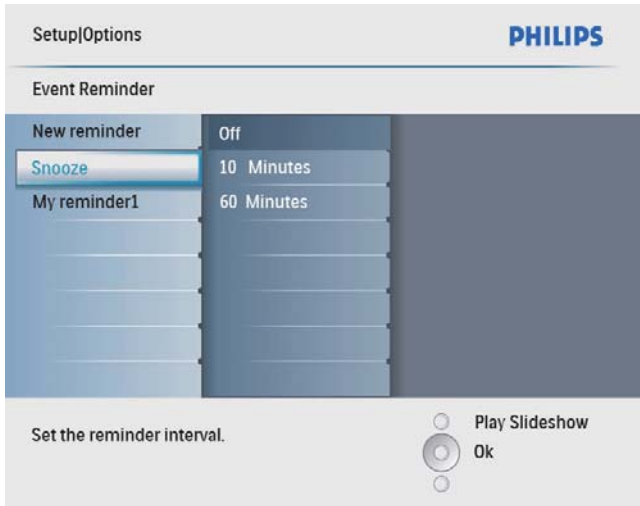 Setup|Options
PHILIPS
Event Reminder
New reminder
Off
Snooze
10 Minutes
My reminder1
60 Minutes
Set the reminder interval.
Play Slideshow
Ok